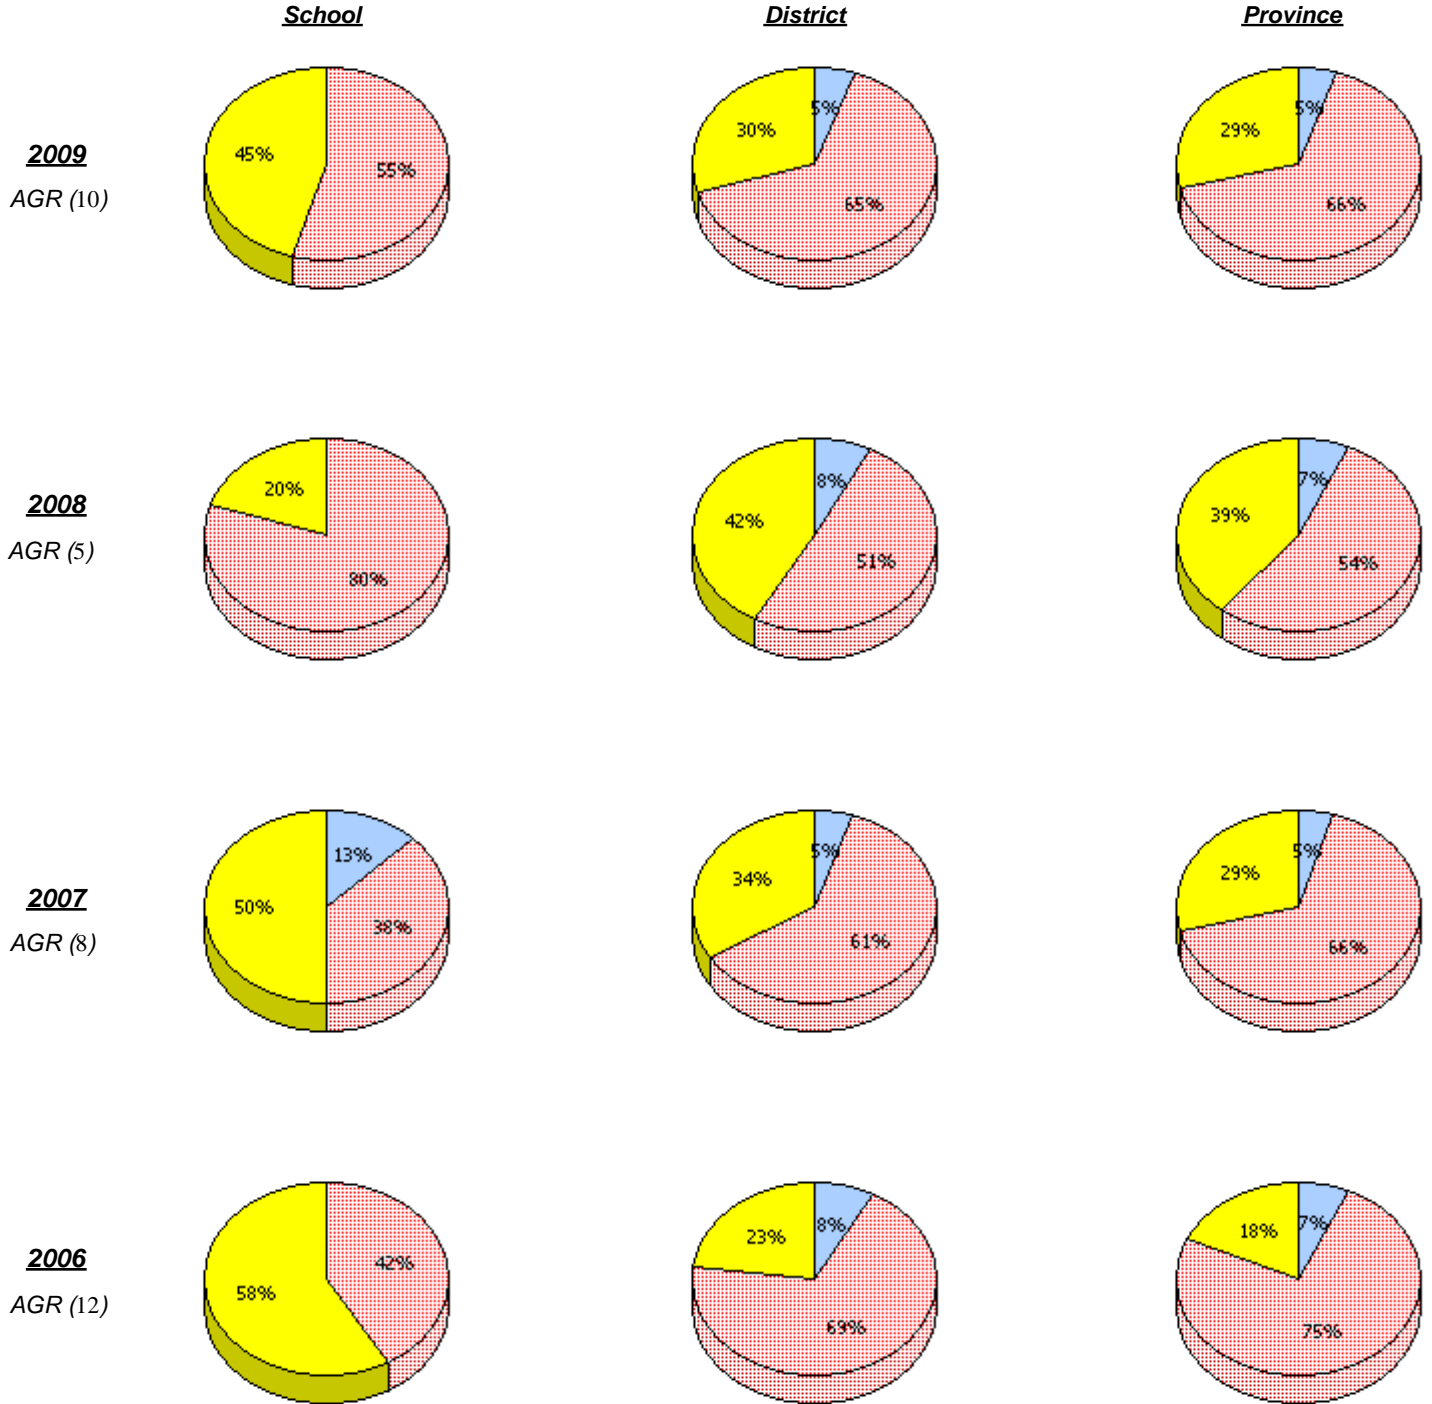 School District Province
45% 55% 30% 5% 65% 29% 5% 66%
2009
AGR (10)
20% 80% 42% 8% 51% 39% 7% 54%
2008
AGR (5)
50% 13% 38% 34% 5% 61% 29% 5% 66%
2007
AGR (8)
58% 42% 23% 8% 69% 18% 7% 75%
2006
AGR (12)